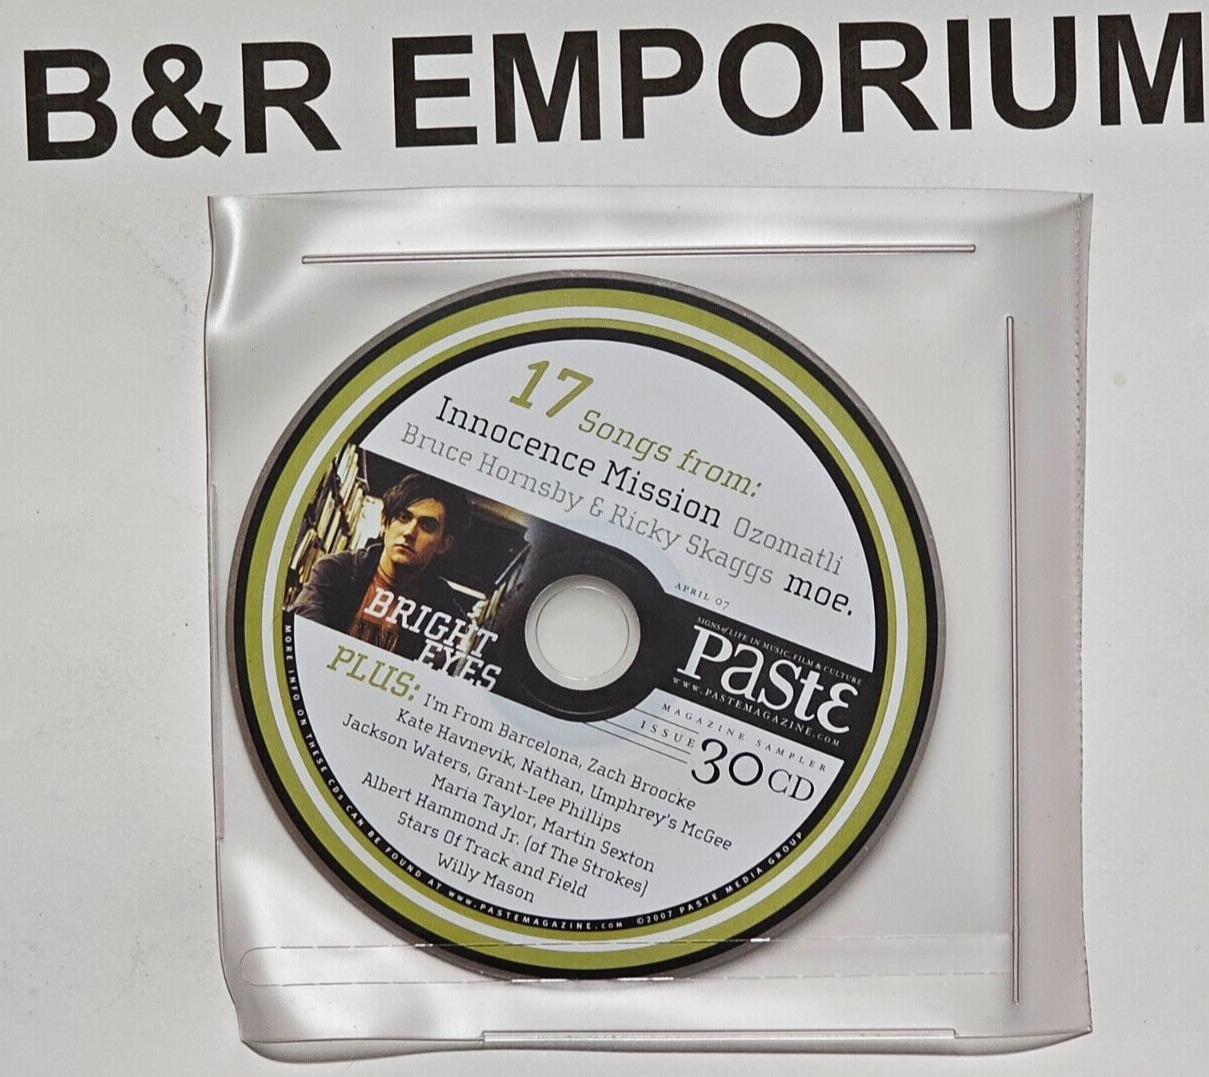 B&R EMPORIUM
17 Songs from:
Innocence Mission Ozomatli
Bruce Hornsby & Ricky Skaggs moe.
BRIGHT
EYES
APRIL 07
SIGNS of LIFE IN MUSIC, FILM & CULTURE
Paste
WWW.PASTEMAGAZINE.COM
MAGAZINE SAMPLER
ISSUE 30 CD
PLUS: I'm From Barcelona, Zach Broocke
Kate Havnevik, Nathan, Umphrey's McGee
Jackson Waters, Grant-Lee Phillips
Maria Taylor, Martin Sexton
Albert Hammond Jr. (of The Strokes)
Stars Of Track and Field
Willy Mason
MORE INFO ON THESE CDS CAN BE FOUND AT WWW.PASTEMAGAZINE.COM ©2007 PASTE MEDIA GROUP